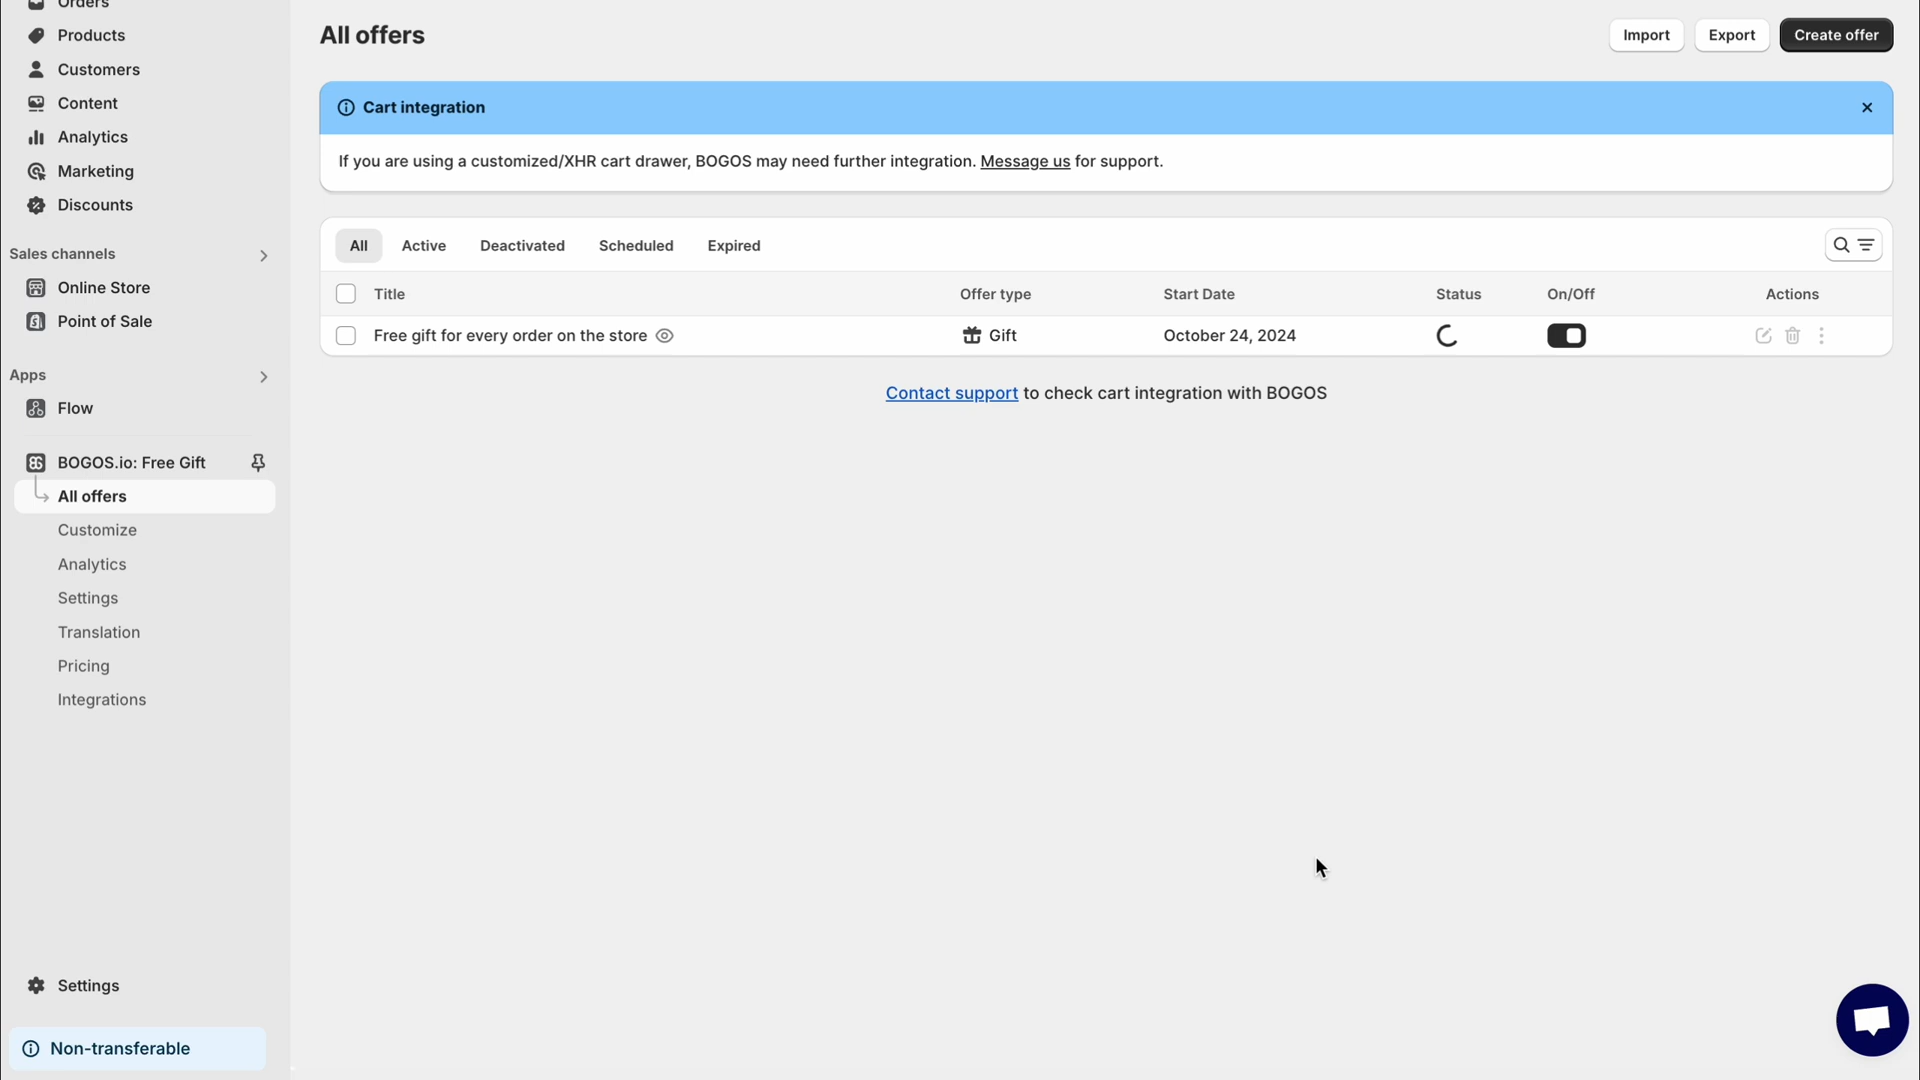 Orders
Products
Customers
Content
Analytics
Marketing
Discounts
Sales channels
Online Store
Point of Sale
Apps
Flow
BOGOS.io: Free Gift
All offers
Customize
Analytics
Settings
Translation
Pricing
Integrations
Settings
Non-transferable
All offers
Import Export Create offer
Cart integration
If you are using a customized/XHR cart drawer, BOGOS may need further integration. Message us for support.
All Active Deactivated Scheduled Expired
Title Offer type Start Date Status On/Off Actions
Free gift for every order on the store Gift October 24, 2024
Contact support to check cart integration with BOGOS